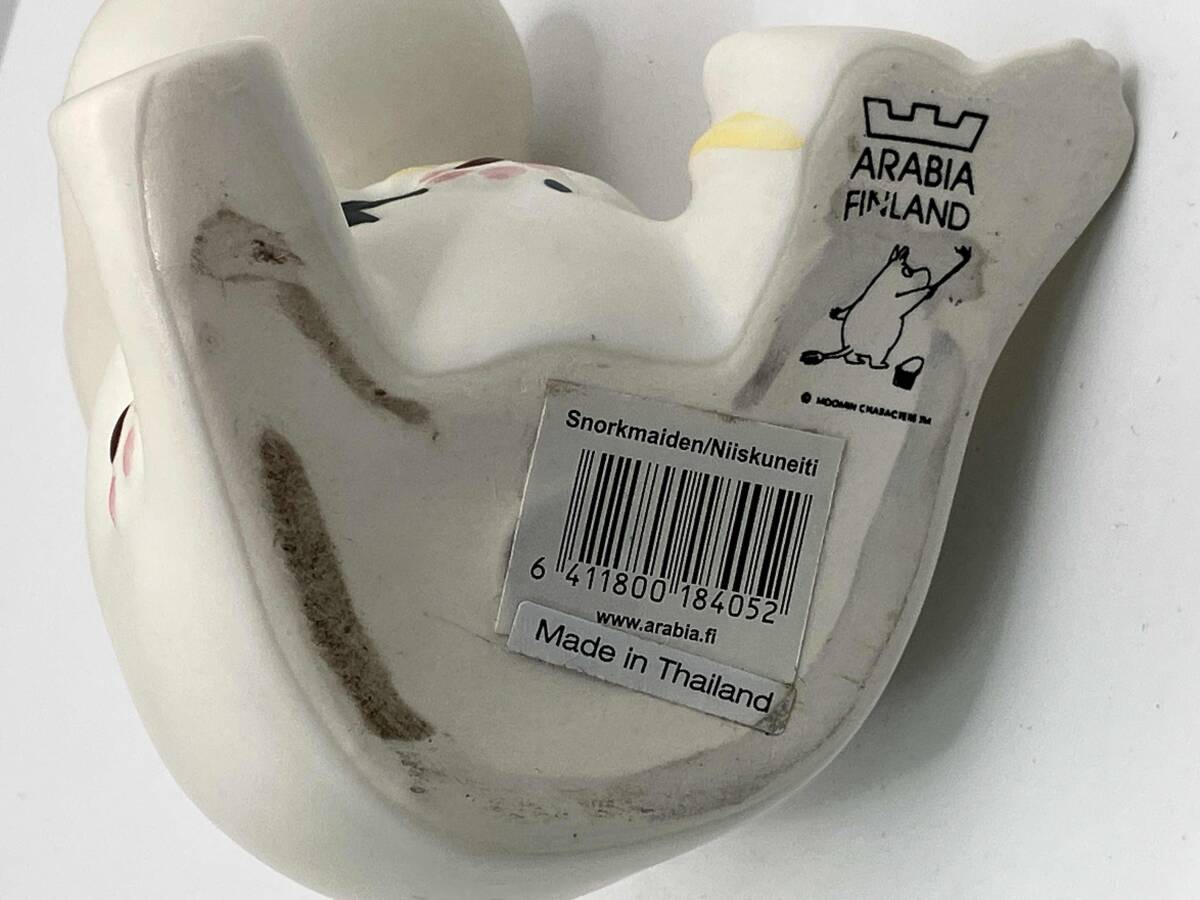 ARABIA
FINLAND
© MOOMIN CHARACTERS TM
Snorkmaiden/Niiskuneiti
6 411800 184052
www.arabia.fi
Made in Thailand